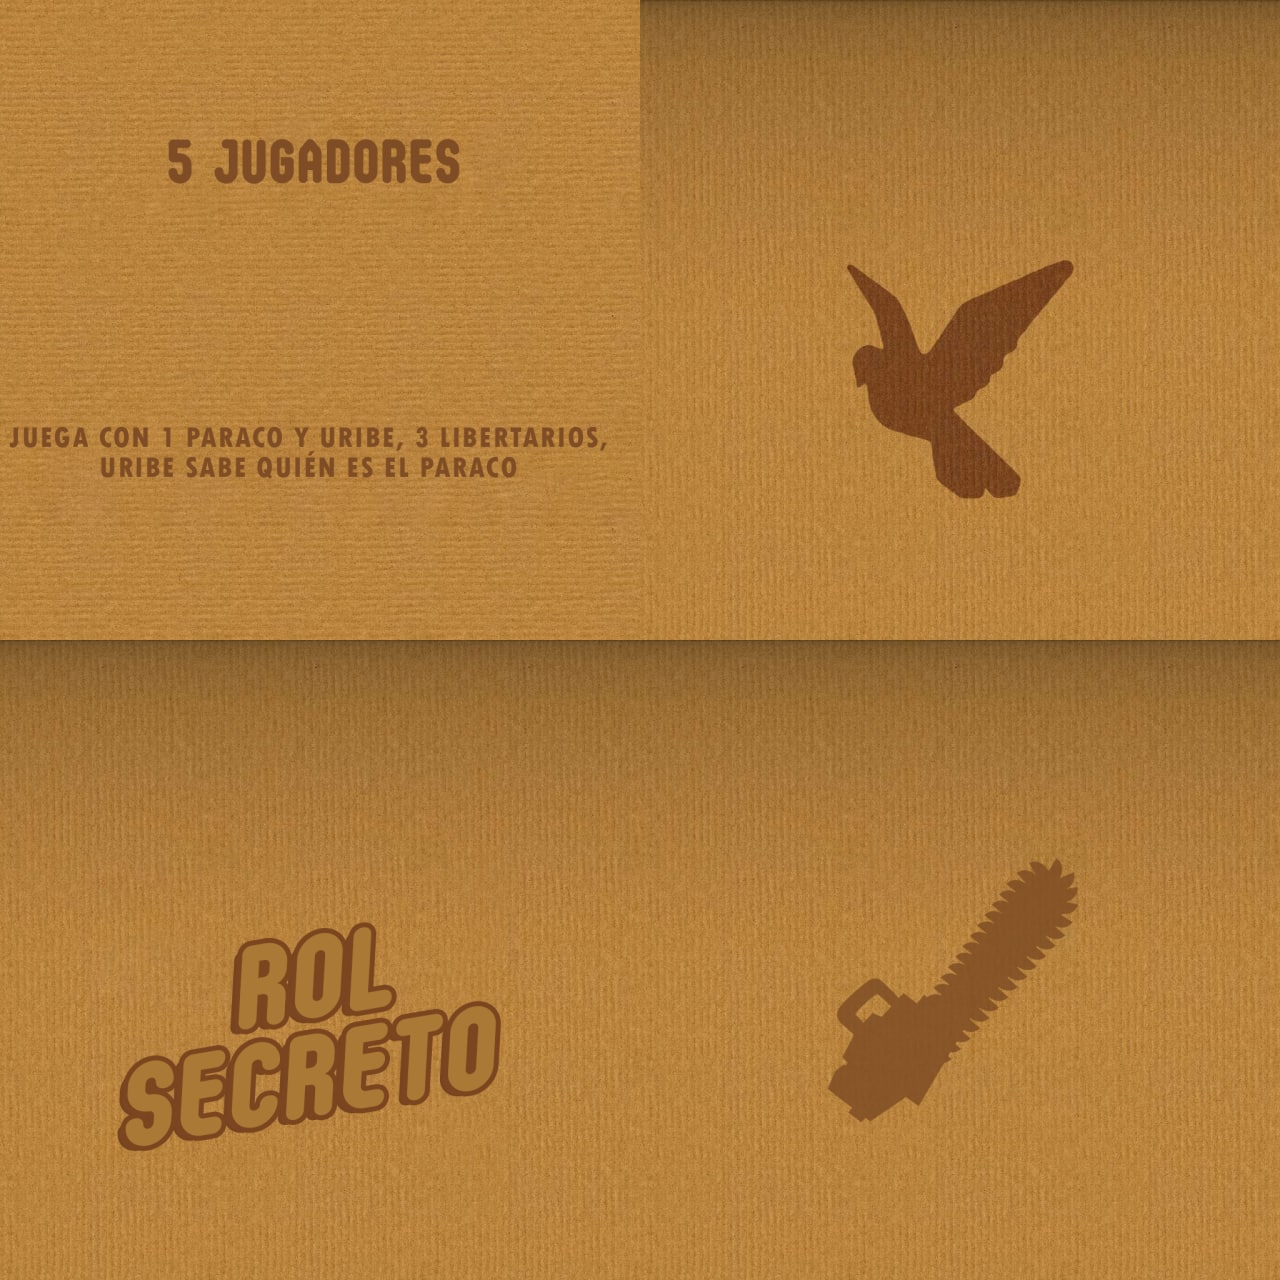 5 JUGADORES
JUEGA CON 1 PARACO Y URIBE, 3 LIBERTARIOS,
URIBE SABE QUIÉN ES EL PARACO
ROL
SECRETO